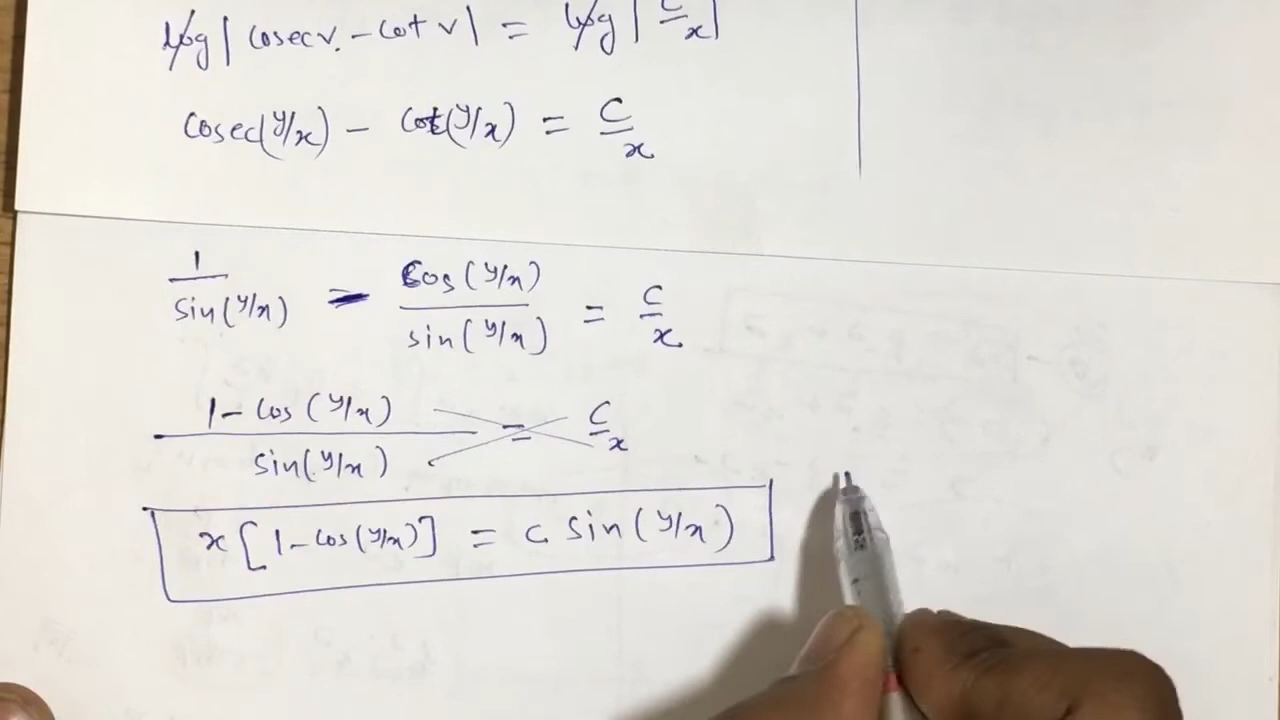 log| cosec v. - cot v| = log| C/x |
cosec(y/x) - cot(y/x) = C/x
1/sin(y/x) - cos(y/x)/sin(y/x) = C/x
1 - cos(y/x)/sin(y/x) = C/x
x[1 - cos(y/x)] = C sin(y/x)